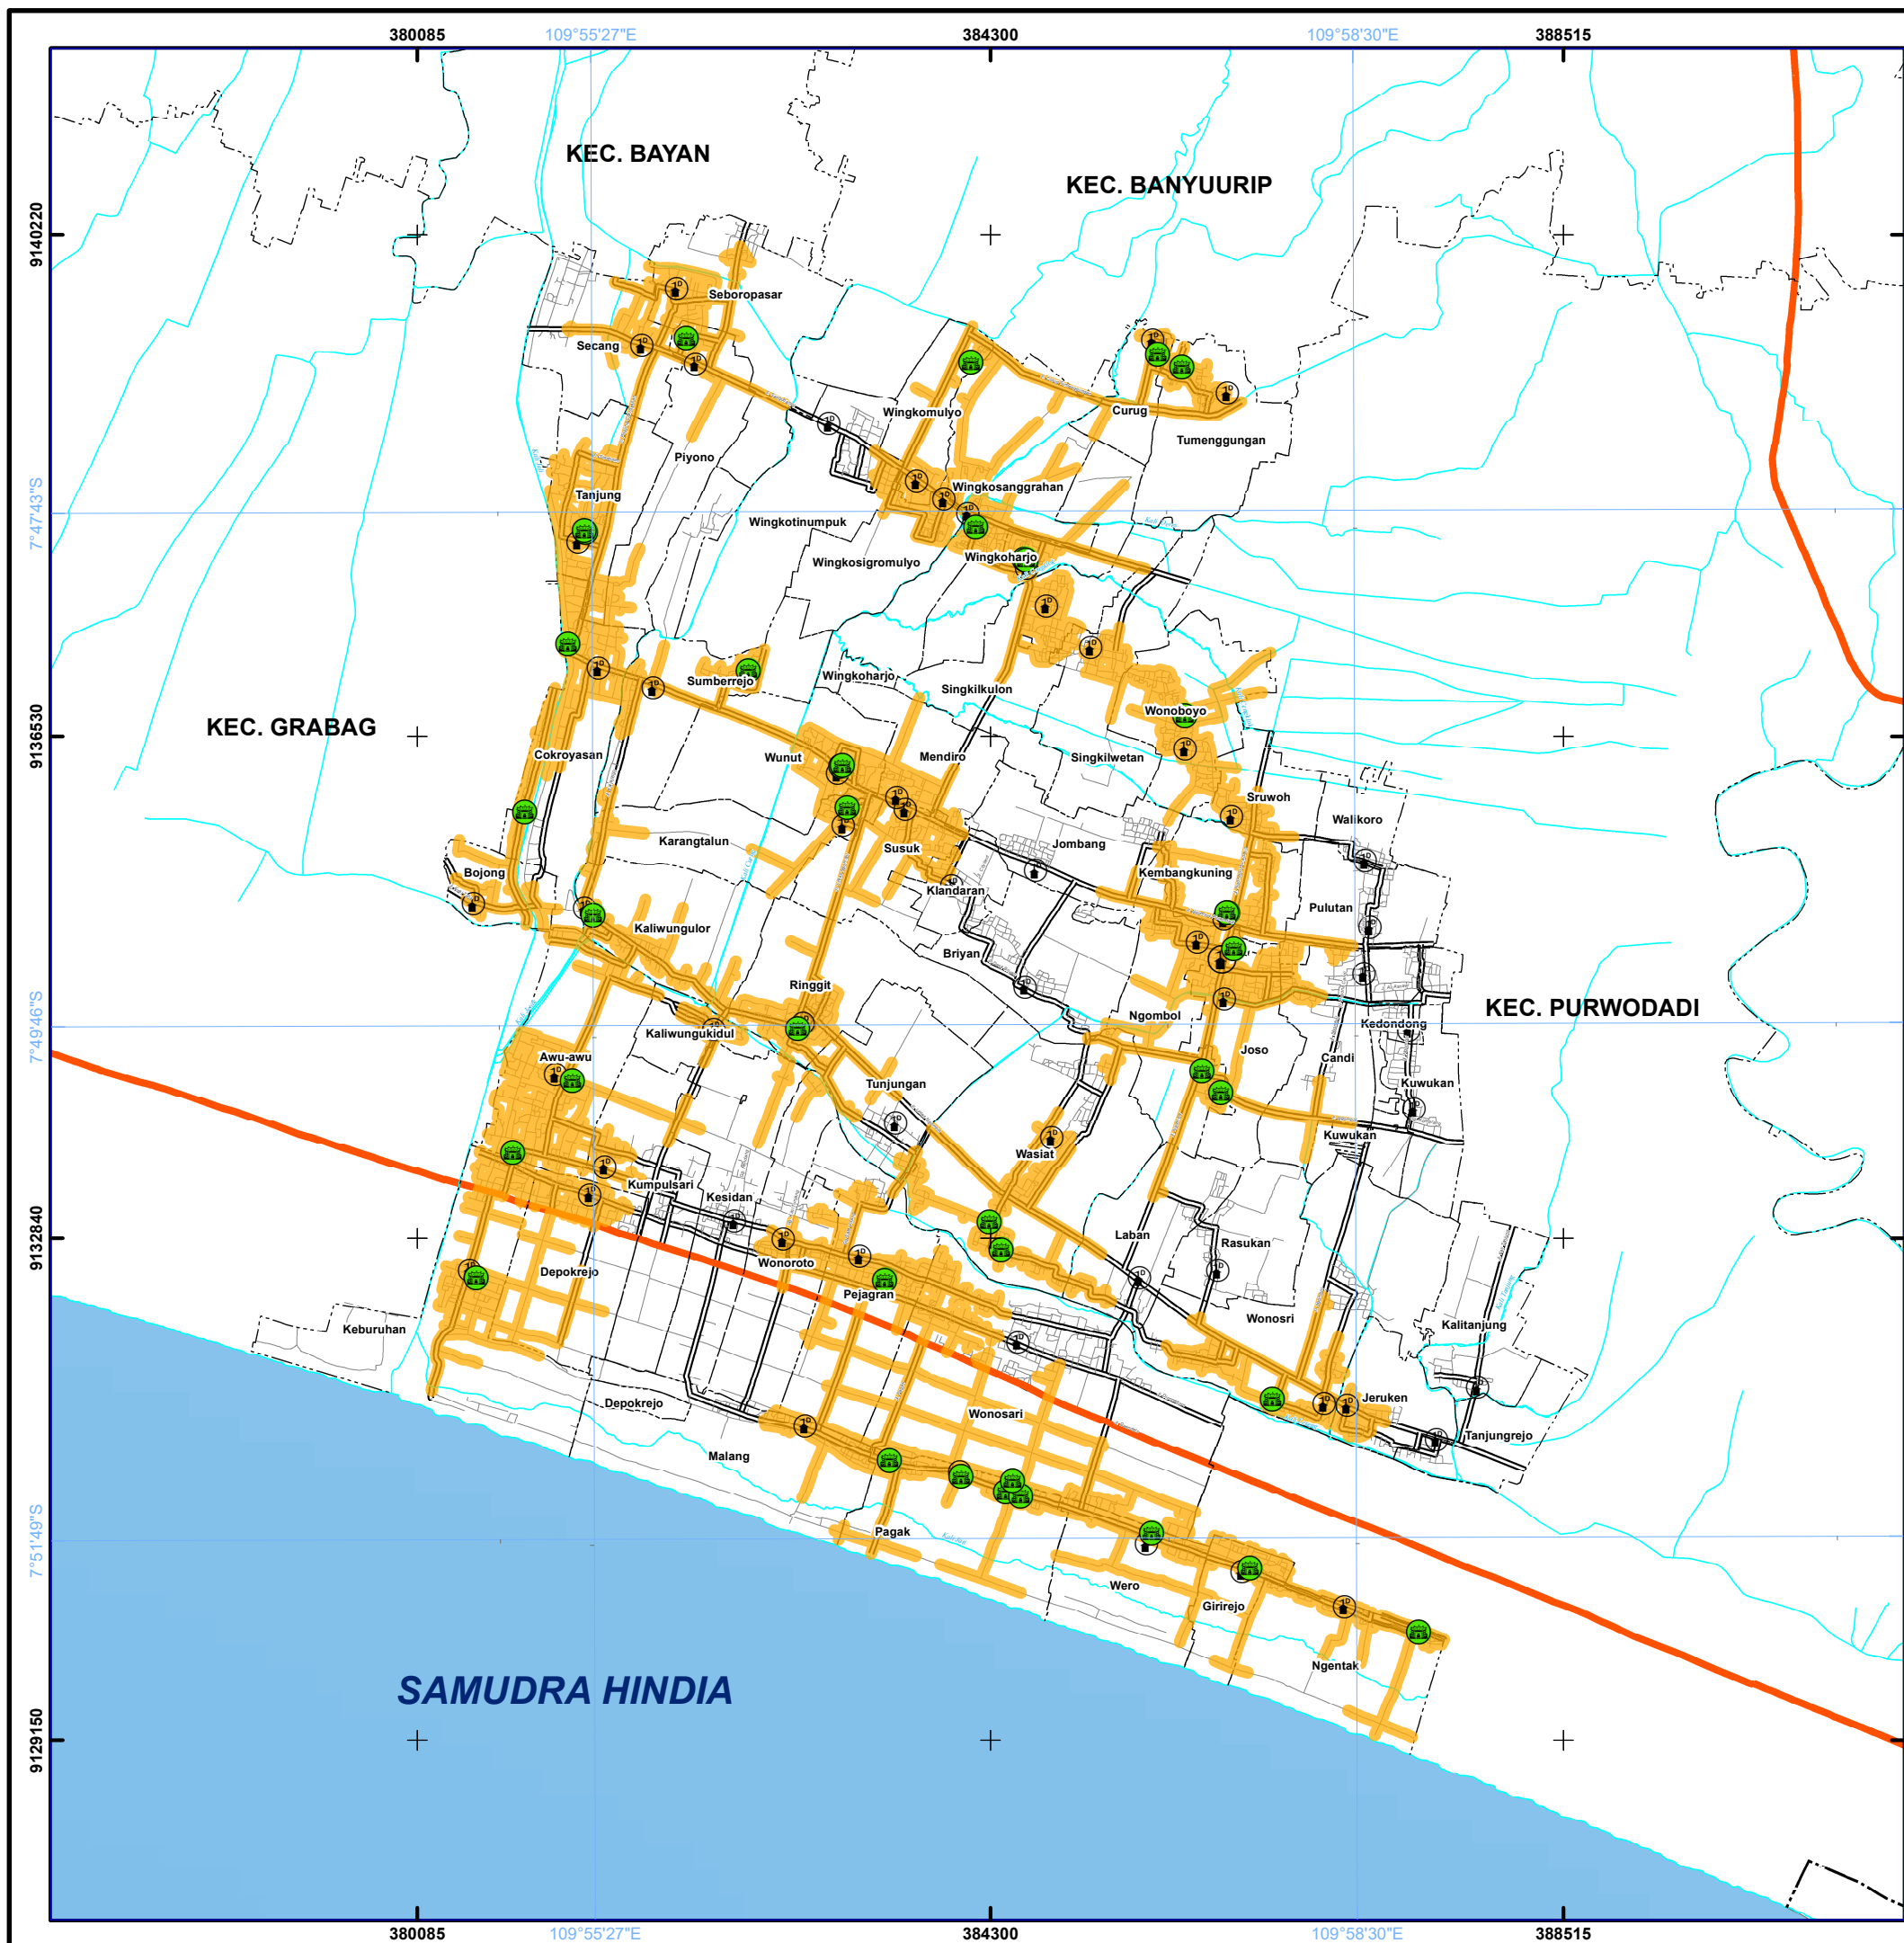 380085
109°55'27"E
384300
109°58'30"E
388515
KEC. BAYAN
KEC. BANYUURIP
9140220
Seboropasar
Secang
Wingkomulyo
Curug
Tumenggungan
Piyono
Wingkosanggrahan
Tanjung
7°47'43"S
Wingkotinumpuk
Wingkosigromulyo
Wingkoharjo
Sumberrejo
Wingkoharjo
Singkilkulon
Wonoboyo
KEC. GRABAG
9136530
Cokroyasan
Wunut
Mendiro
Singkilwetan
Sruwoh
Walikoro
Karangtalun
Susuk
Jombang
Bojong
Klandaran
Kembangkuning
Pulutan
Kaliwungulor
Briyan
Ringgit
KEC. PURWODADI
7°49'46"S
Kaliwungukidul
Ngombol
Kedondong
Awu-awu
Joso
Candi
Tunjungan
Kuwukan
Wasiat
Kuwukan
Kumpulsari
Kesidan
9132840
Laban
Rasukan
Wonoroto
Depokrejo
Pejagran
Wonosri
Kalitanjung
Keburuhan
Depokrejo
Wonosari
Jeruken
Tanjungrejo
Malang
7°51'49"S
Pagak
Wero
Girirejo
Ngentak
SAMUDRA HINDIA
9129150
380085
109°55'27"E
384300
109°58'30"E
388515